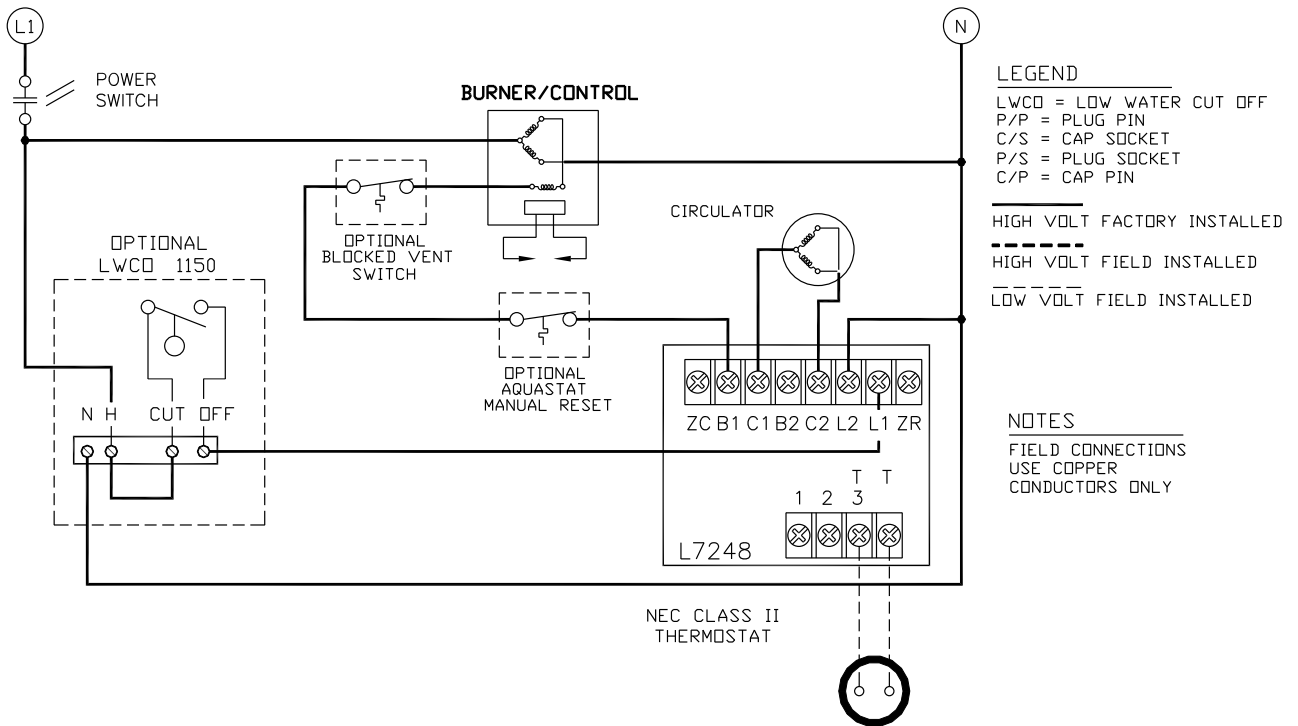 L1
N
POWER
SWITCH
BURNER/CONTROL
LEGEND
LWCO = LOW WATER CUT OFF
P/P = PLUG PIN
C/S = CAP SOCKET
P/S = PLUG SOCKET
C/P = CAP PIN
HIGH VOLT FACTORY INSTALLED
HIGH VOLT FIELD INSTALLED
LOW VOLT FIELD INSTALLED
CIRCULATOR
OPTIONAL
BLOCKED VENT
SWITCH
OPTIONAL
LWCO 1150
OPTIONAL
AQUASTAT
MANUAL RESET
N H CUT OFF
ZC B1 C1 B2 C2 L2 L1 ZR
NOTES
FIELD CONNECTIONS
USE COPPER
CONDUCTORS ONLY
T T
1 2 3
L7248
NEC CLASS II
THERMOSTAT